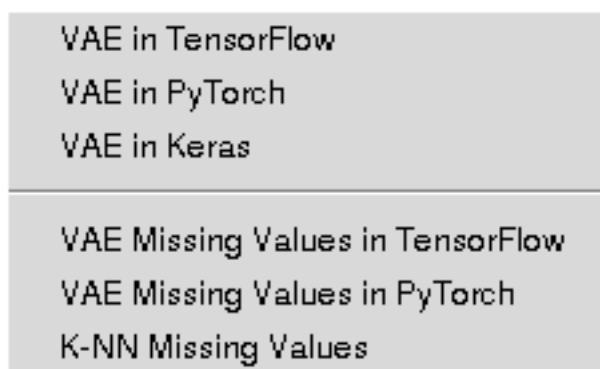 VAE in TensorFlow
VAE in PyTorch
VAE in Keras
VAE Missing Values in TensorFlow
VAE Missing Values in PyTorch
K-NN Missing Values